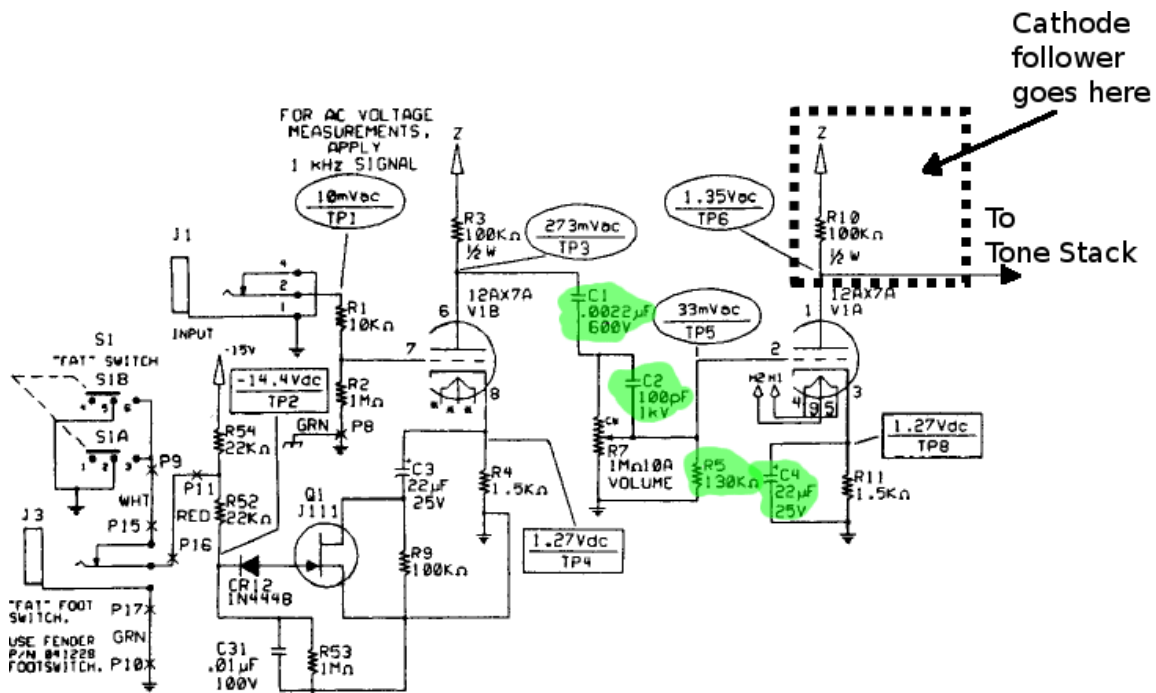 Cathode
follower
goes here
FOR AC VOLTAGE
MEASUREMENTS,
APPLY
1 kHz SIGNAL
Z
Z
10mVac
TP1
R3
100KΩ
½ W
273mVac
TP3
1.35Vac
TP6
R10
100KΩ
½ W
To
Tone Stack
J1
4
2
1
INPUT
R1
10KΩ
12AX7A
V1B
6
7
8
C1
.0022µF
600V
33mVac
TP5
12AX7A
V1A
1
2
3
H2
H1
4
9
5
S1
"FAT" SWITCH
S1B
4 5 6
S1A
1 2 3
-15V
-14.4Vdc
TP2
R2
1MΩ
GRN
P8
C2
100pF
1kV
CW
R7
1MΩ10A
VOLUME
R5
130KΩ
C4
22µF
25V
+
1.27Vdc
TP8
R11
1.5KΩ
R54
22KΩ
P9
P11
WHT
RED
R52
22KΩ
P15
P16
J3
Q1
J111
+
C3
22µF
25V
R4
1.5KΩ
1.27Vdc
TP4
R9
100KΩ
CR12
1N4448
"FAT" FOOT
SWITCH.
USE FENDER
P/N 041228
FOOTSWITCH.
P17
GRN
P10
C31
.01µF
100V
R53
1MΩ